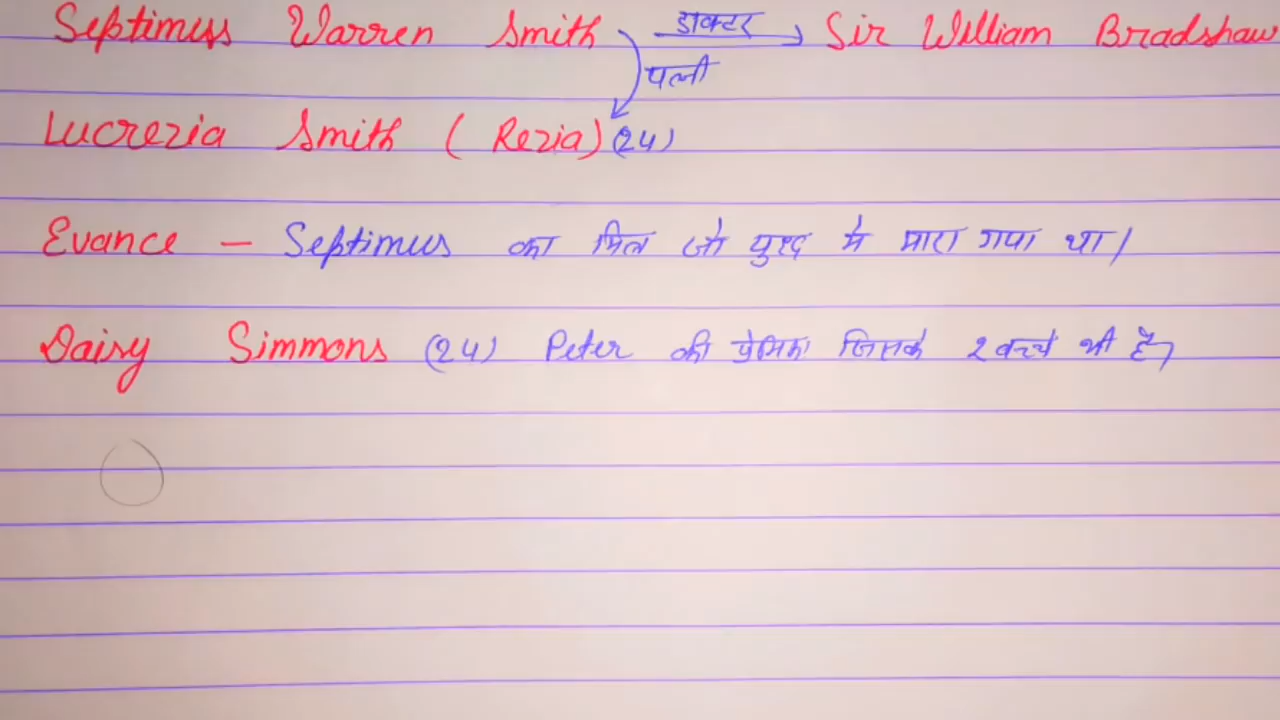 Septimus Warren Smith डाक्टर Sir William Bradshaw
पत्नी
Lucrezia Smith ( Rezia) (24)
Evance - Septimus का मित्र जो युध्द मे मारा गया था।
Daisy Simmons (24) Peter की प्रेमिका जिसके 2 बच्चे भी है,